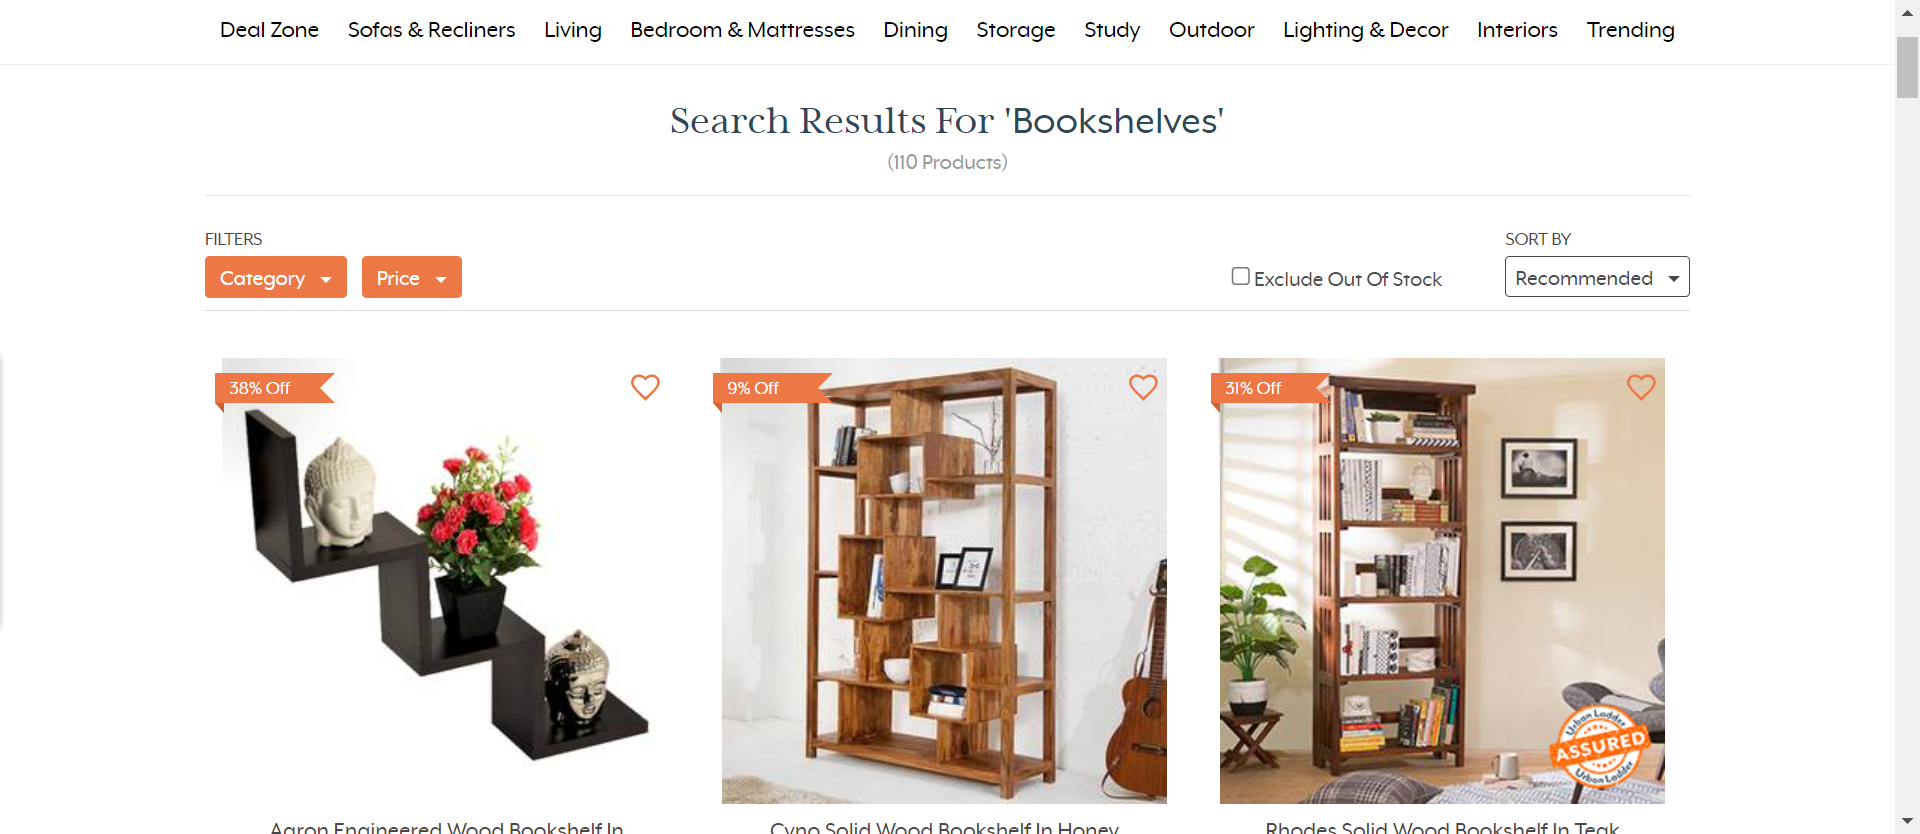 Deal Zone Sofas & Recliners Living Bedroom & Mattresses Dining Storage Study Outdoor Lighting & Decor Interiors Trending
Search Results For 'Bookshelves'
(110 Products)
FILTERS
SORT BY
Category
Price
Exclude Out Of Stock
Recommended
38% Off
9% Off
31% Off
Urban Ladder
ASSURED
Urban Ladder
Aaron Engineered Wood Bookshelf In
Cyno Solid Wood Bookshelf In Honey
Rhodes Solid Wood Bookshelf In Teak